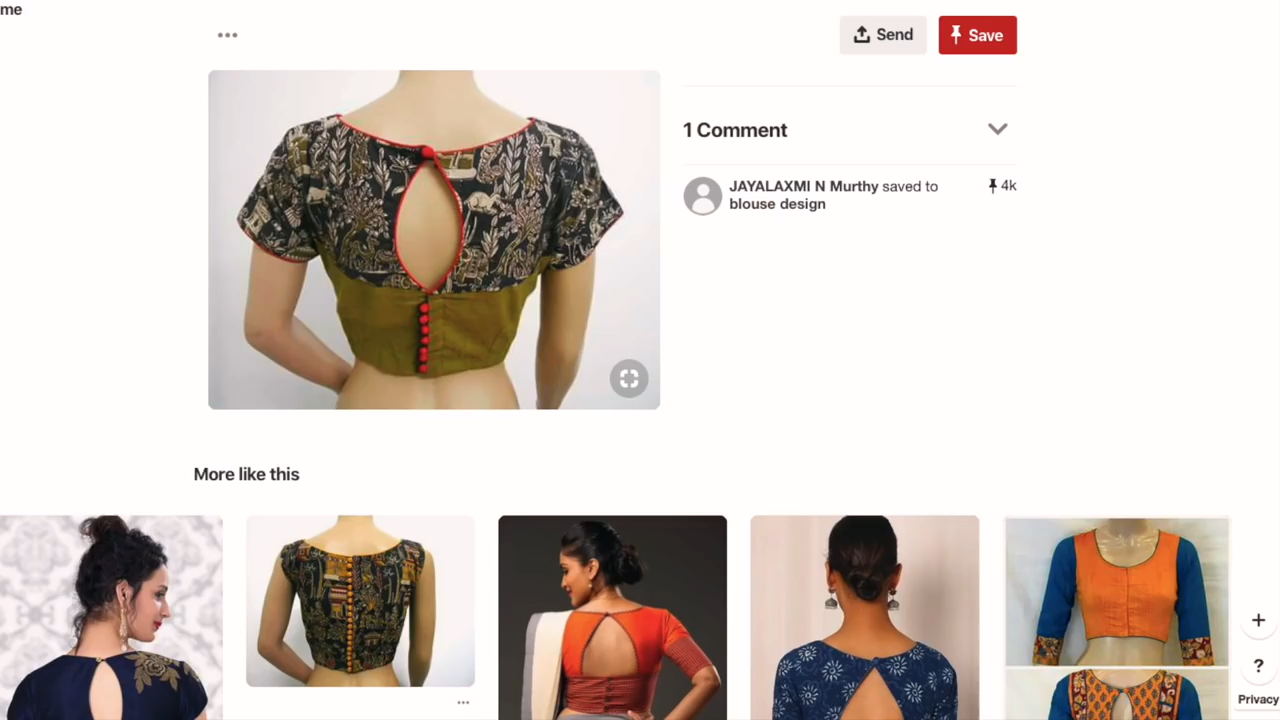 me
Send
Save
1 Comment
JAYALAXMI N Murthy saved to
blouse design
4k
More like this
?
Privacy